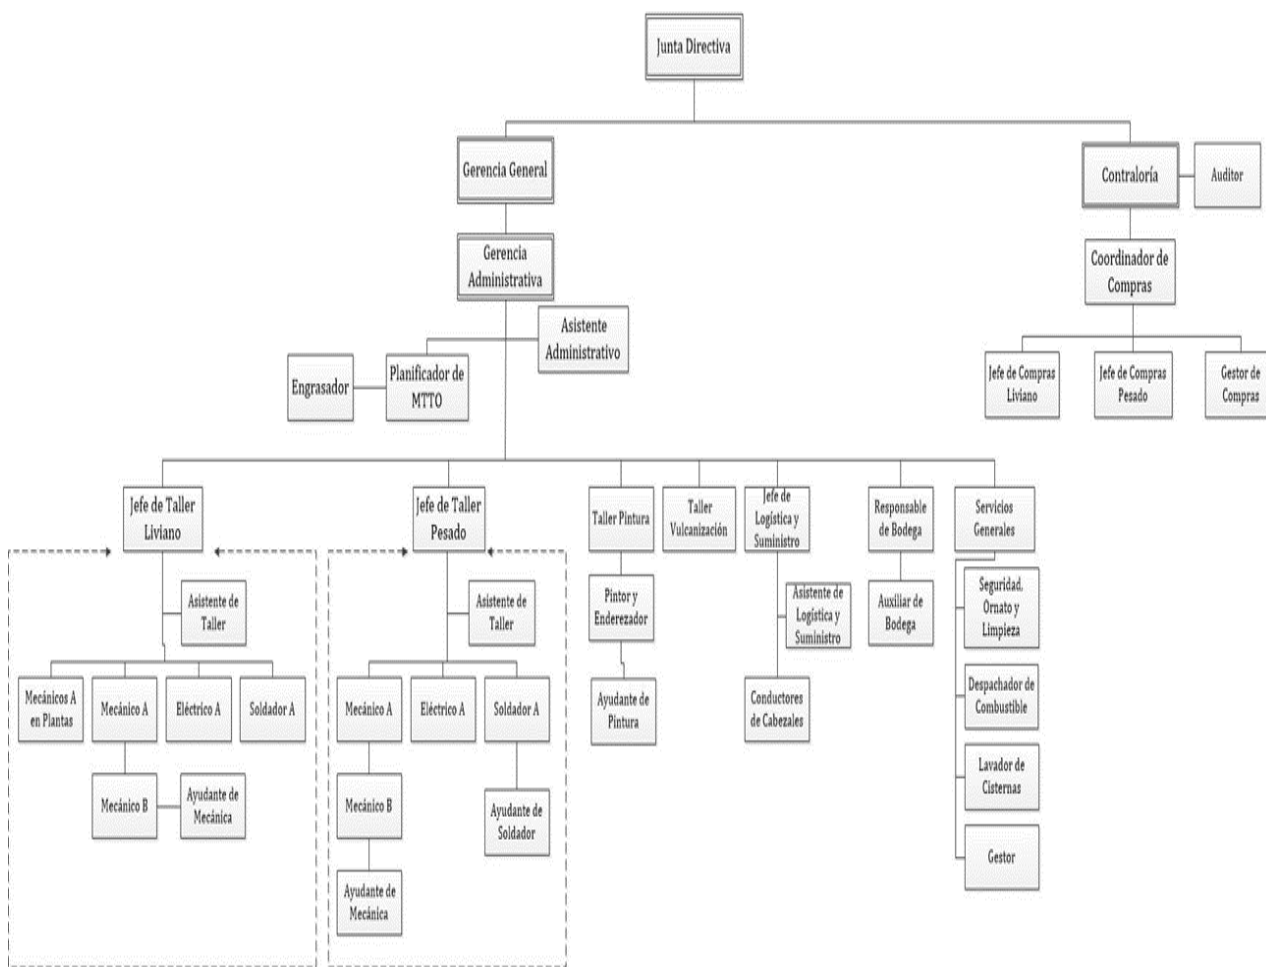 Junta Directiva
Gerencia General
Contraloría
Auditor
Gerencia
Administrativa
Coordinador de
Compras
Asistente
Administrativo
Engrasador
Planificador de
MTTO
Jefe de Compras
Liviano
Jefe de Compras
Pesado
Gestor de
Compras
Jefe de Taller
Liviano
Jefe de Taller
Pesado
Taller Pintura
Taller
Vulcanización
Jefe de
Logística y
Suministro
Responsable
de Bodega
Servicios
Generales
Asistente de
Taller
Asistente de
Taller
Pintor y
Enderezador
Asistente de
Logística y
Suministro
Auxiliar de
Bodega
Seguridad,
Ornato y
Limpieza
Mecánicos A
en Plantas
Mecánico A
Eléctrico A
Soldador A
Mecánico A
Eléctrico A
Soldador A
Ayudante de
Pintura
Conductores
de Cabezales
Despachador de
Combustible
Mecánico B
Ayudante de
Mecánica
Mecánico B
Ayudante de
Soldador
Lavador de
Cisternas
Ayudante de
Mecánica
Gestor